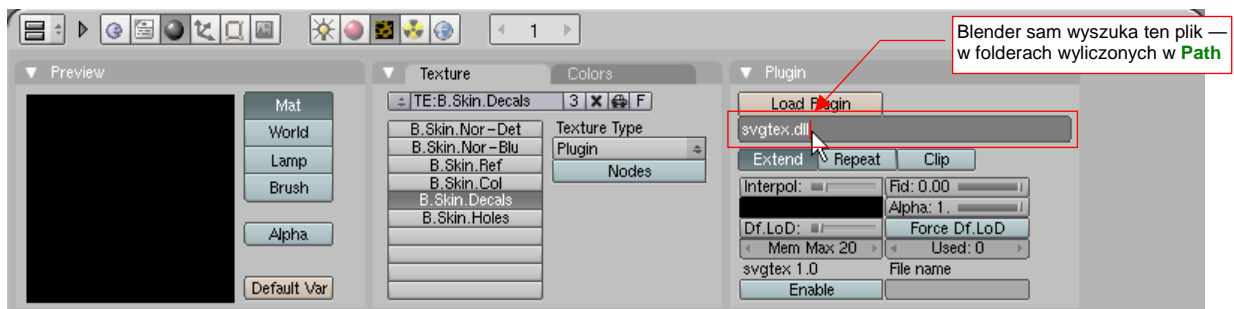 1
Blender sam wyszuka ten plik —
w folderach wyliczonych w Path
Preview
Mat
World
Lamp
Brush
Alpha
Default Var
Texture
Colors
TE:B.Skin.Decals
3
F
B.Skin.Nor-Det
B.Skin.Nor-Blu
B.Skin.Ref
B.Skin.Col
B.Skin.Decals
B.Skin.Holes
Texture Type
Plugin
Nodes
Plugin
Load Plugin
svgtex.dll
Extend
Repeat
Clip
Interpol:
Fid: 0.00
Alpha: 1.
Df.LoD:
Force Df.LoD
Mem Max 20
Used: 0
svgtex 1.0
File name
Enable